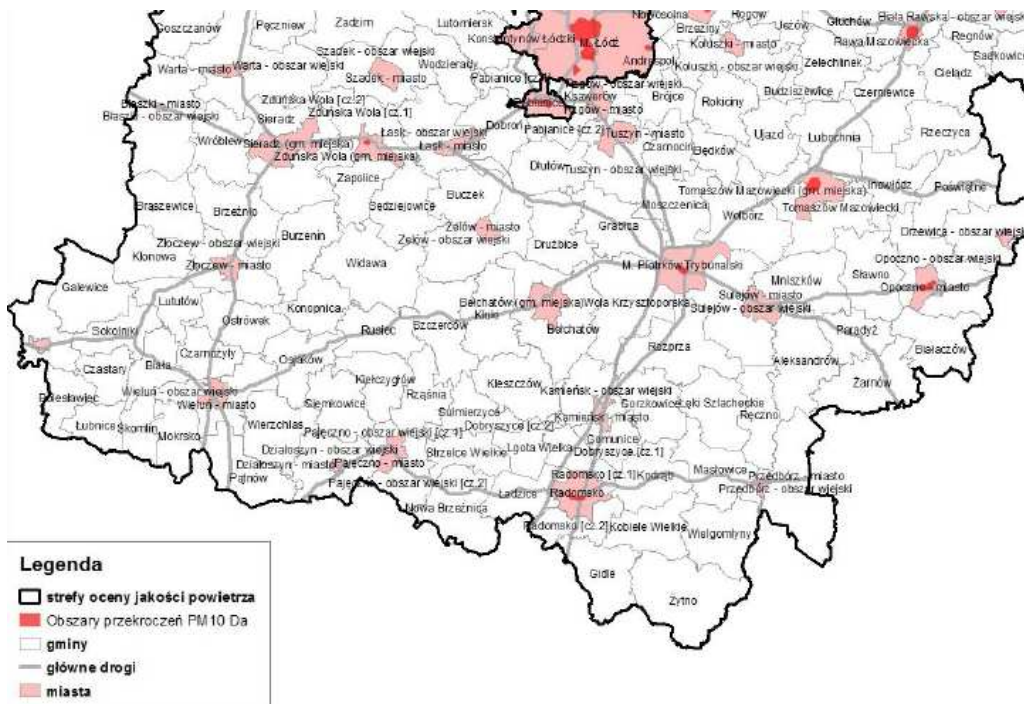 Goszczanów
Pęczniew
Zadzim
Lutomiersk
Nowosolna
Rogów
Brzeziny
Jeżów
Głuchów
Biała Rawska - obszar wiejski
Regnów
Konstantynów Łódzki
M. Łódź
Koluszki - miasto
Rawa Mazowiecka
Sadkowice
Szadek - obszar wiejski
Wodzierady
Andrespol
Żelechlinek
Warta - miasto
Warta - obszar wiejski
Szadek - miasto
Pabianice [cz.1]
Koluszki - obszar wiejski
Cielądz
Rzgów - obszar wiejski
Budziszewice
Czerniewice
Błaszki - miasto
Zduńska Wola [cz.2]
Ksawerów
Brójce
Rokiciny
Błaszki - obszar wiejski
Zduńska Wola [cz.1]
Pabianice
Rzgów - miasto
Sieradz
Dobroń
Pabianice [cz.2]
Tuszyn - miasto
Ujazd
Lubochnia
Rzeczyca
Wróblew
Sieradz (gm. miejska)
Łask - obszar wiejski
Łask - miasto
Czarnocin
Będków
Zduńska Wola (gm. miejska)
Dłutów
Tuszyn - obszar wiejski
Zapolice
Buczek
Tomaszów Mazowiecki (gm. miejska)
Inowłódz
Poświętne
Brąszewice
Brzeźnio
Sędziejowice
Moszczenica
Tomaszów Mazowiecki
Wolbórz
Zelów - miasto
Grabica
Drzewica - obszar wiejski
Burzenin
Zelów - obszar wiejski
Drużbice
Złoczew - obszar wiejski
Klonowa
Opoczno - obszar wiejski
Złoczew - miasto
Widawa
M. Piotrków Trybunalski
Mniszków
Sławno
Galewice
Opoczno - miasto
Lututów
Konopnica
Bełchatów (gm. miejska)
Wola Krzysztoporska
Sulejów - miasto
Kluki
Sulejów - obszar wiejski
Ostrówek
Sokolniki
Rusiec
Szczerców
Bełchatów
Paradyż
Czarnożyły
Rozprza
Białaczów
Biała
Osjaków
Aleksandrów
Czastary
Kiełczygłów
Kleszczów
Żarnów
Wieluń - obszar wiejski
Rząśnia
Kamieńsk - obszar wiejski
Bolesławiec
Wieluń - miasto
Siemkowice
Gorzkowice
Łęki Szlacheckie
Sulmierzyce
Ręczno
Kamieńsk - miasto
Łubnice
Skomlin
Wierzchlas
Dobryszyce [cz.2]
Mokrsko
Pajęczno - obszar wiejski [cz.1]
Gomunice
Działoszyn - obszar wiejski
Strzelce Wielkie
Lgota Wielka
Dobryszyce [cz.1]
Działoszyn - miasto
Pajęczno - miasto
Masłowice
Pątnów
Radomsko [cz.1]
Kodrąb
Przedbórz - miasto
Pajęczno - obszar wiejski [cz.2]
Ładzice
Radomsko
Przedbórz - obszar wiejski
Nowa Brzeźnica
Radomsko [cz.2]
Kobiele Wielkie
Wielgomłyny
Gidle
Żytno
Legenda
strefy oceny jakości powietrza
Obszary przekroczeń PM10 Da
gminy
główne drogi
miasta